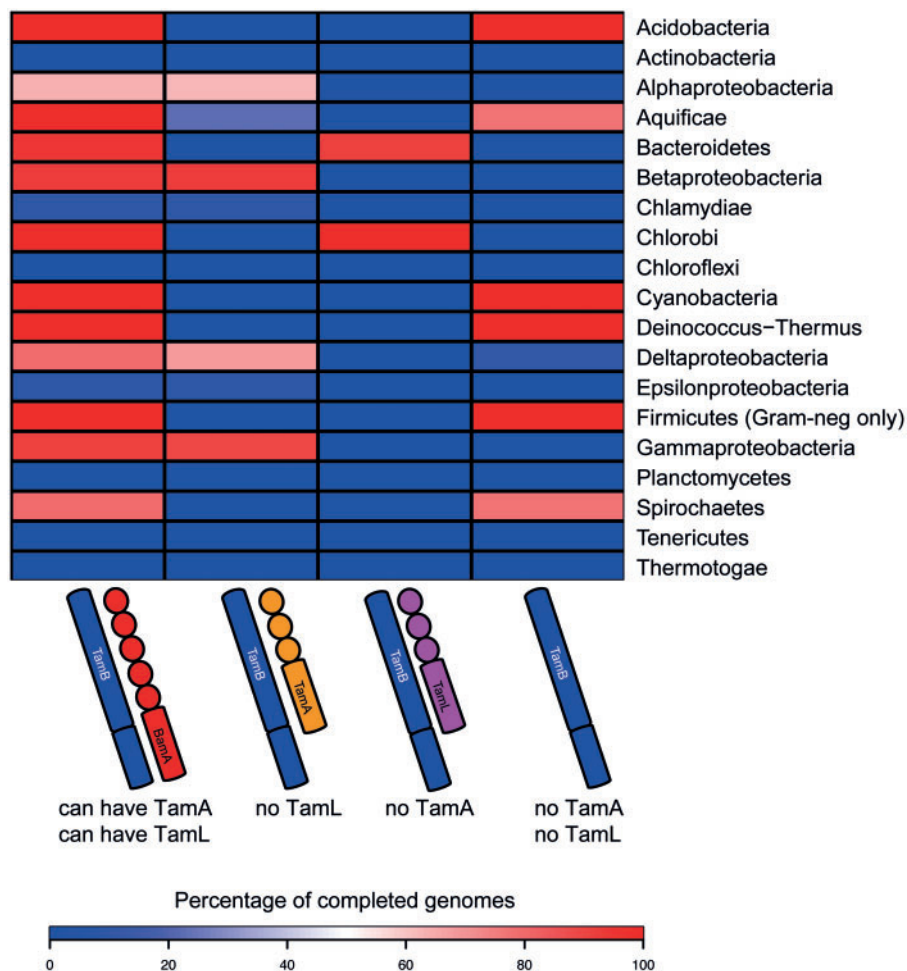 Acidobacteria
Actinobacteria
Alphaproteobacteria
Aquificae
Bacteroidetes
Betaproteobacteria
Chlamydiae
Chlorobi
Chloroflexi
Cyanobacteria
Deinococcus−Thermus
Deltaproteobacteria
Epsilonproteobacteria
Firmicutes (Gram-neg only)
Gammaproteobacteria
Planctomycetes
Spirochaetes
Tenericutes
Thermotogae
TamB
BamA
TamB
TamA
TamB
TamL
TamB
can have TamA
can have TamL
no TamL
no TamA
no TamA
no TamL
Percentage of completed genomes
0 20 40 60 80 100